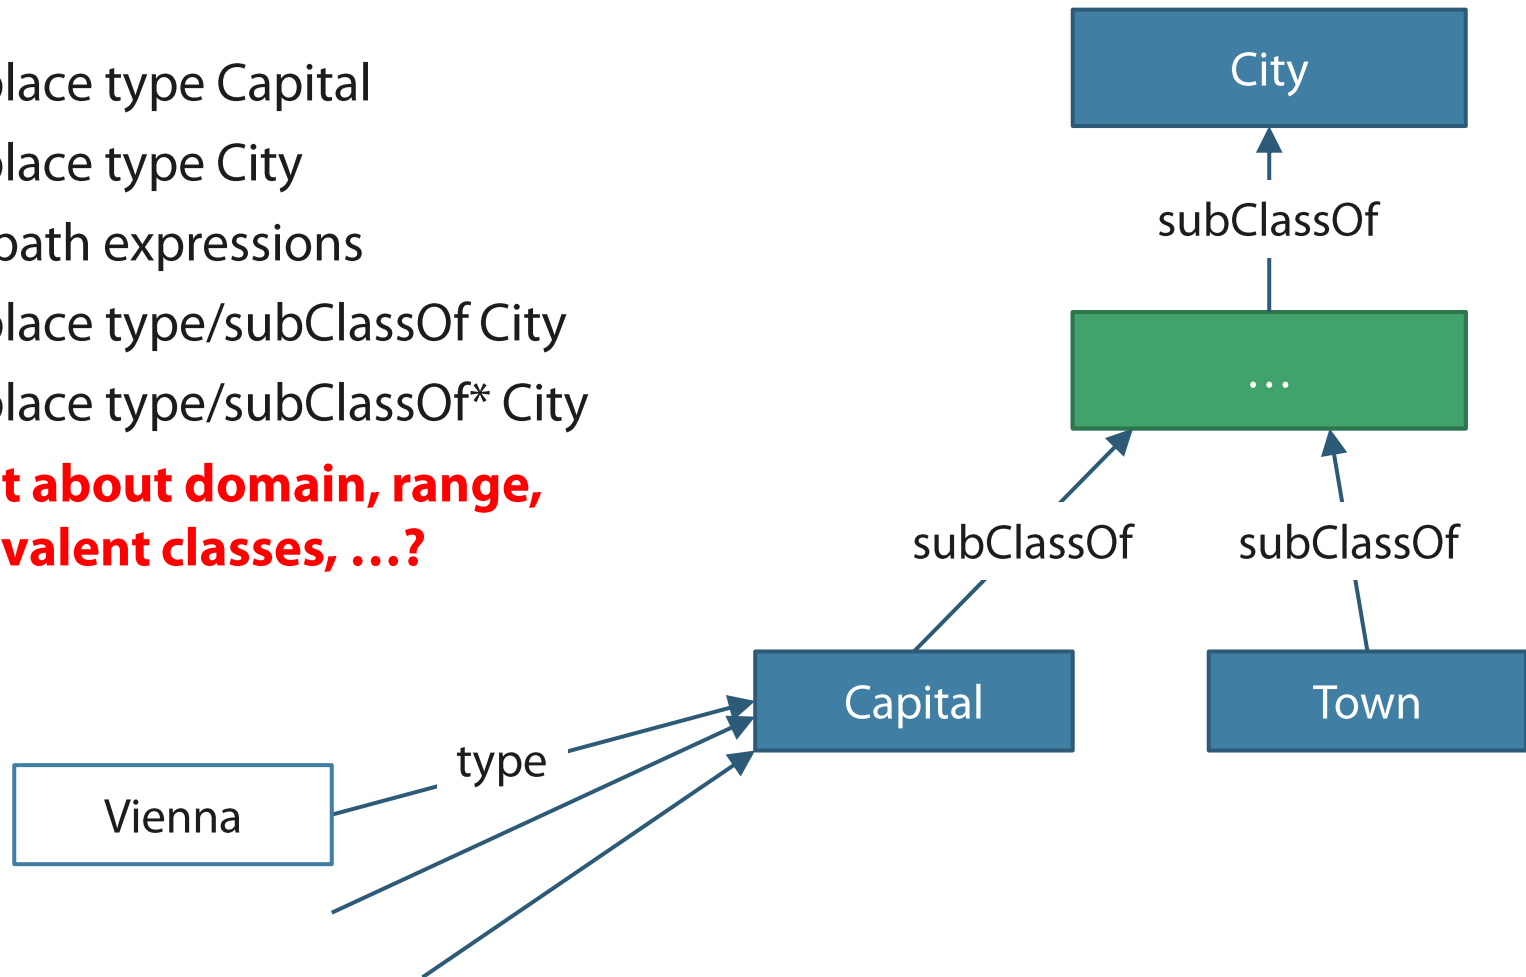 lace type Capital
lace type City
path expressions
lace type/subClassOf City
lace type/subClassOf* City
t about domain, range,
valent classes, …?
City
subClassOf
…
subClassOf
subClassOf
Capital
Town
type
Vienna